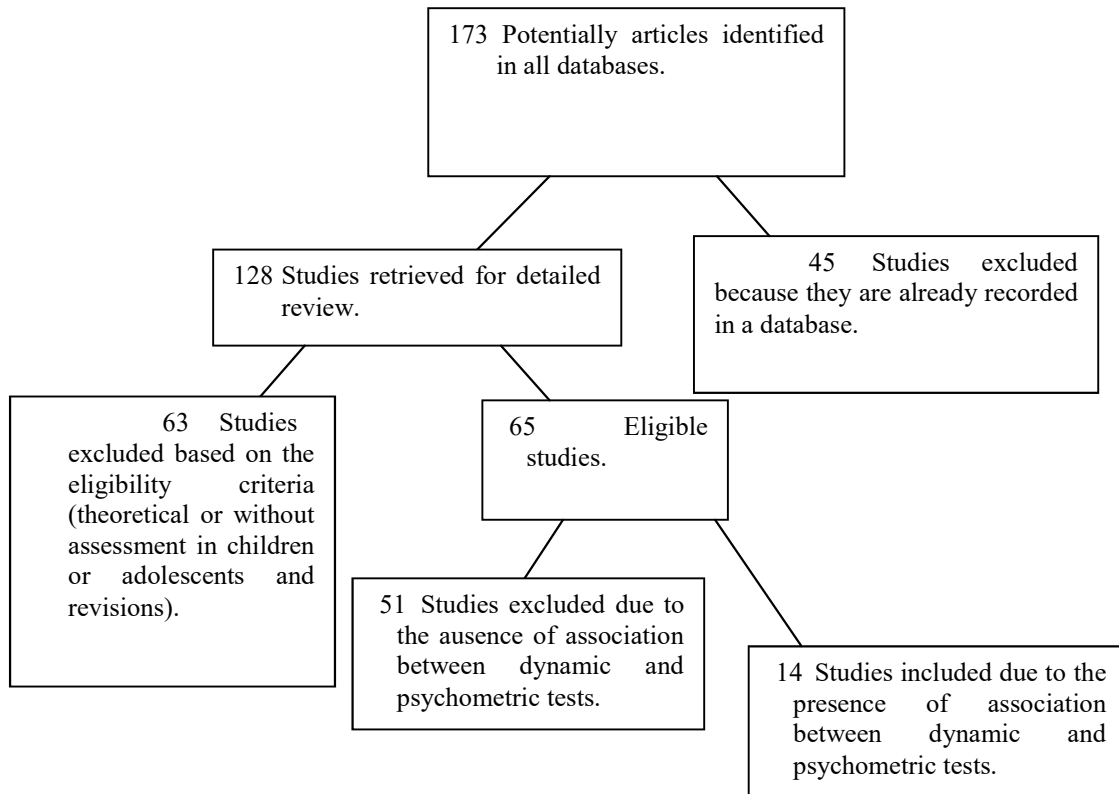 173 Potentially articles identified
in all databases.
128 Studies retrieved for detailed
review.
45 Studies excluded
because they are already recorded
in a database.
63 Studies
excluded based on the
eligibility criteria
(theoretical or without
assessment in children
or adolescents and
revisions).
65 Eligible
studies.
51 Studies excluded due to
the absence of association
between dynamic and
psychometric tests.
14 Studies included due to the
presence of association
between dynamic and
psychometric tests.